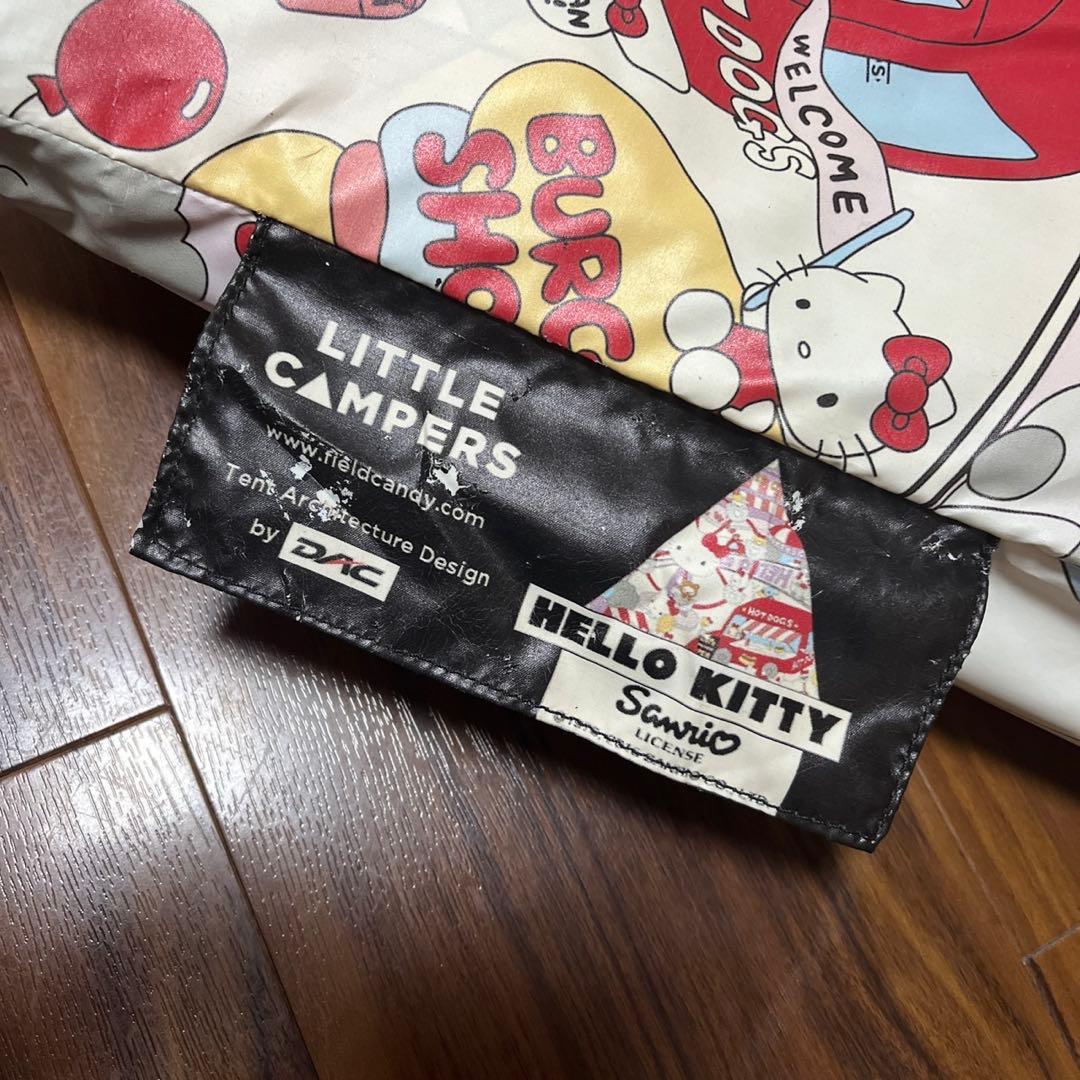 DOGS
WELCOME
BURG
SHO
LITTLE
CAMPERS
www.fieldcandy.com
Tent Architecture Design
by DAC
HOT DOGS
HELLO KITTY
Sanrio
LICENSE